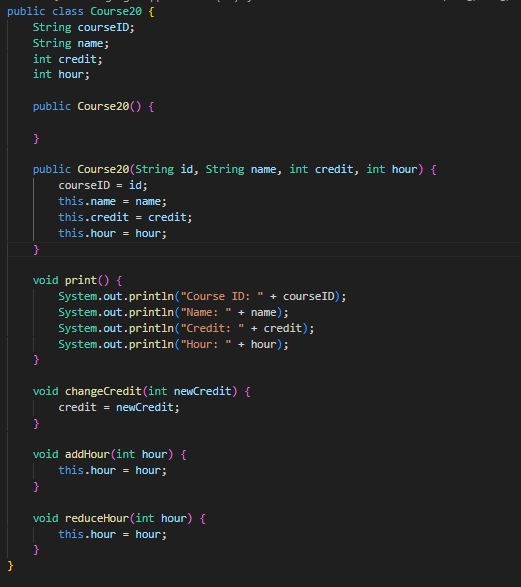 public class Course20 {
    String courseID;
    String name;
    int credit;
    int hour;

    public Course20() {

    }

    public Course20(String id, String name, int credit, int hour) {
        courseID = id;
        this.name = name;
        this.credit = credit;
        this.hour = hour;
    }

    void print() {
        System.out.println("Course ID: " + courseID);
        System.out.println("Name: " + name);
        System.out.println("Credit: " + credit);
        System.out.println("Hour: " + hour);
    }

    void changeCredit(int newCredit) {
        credit = newCredit;
    }

    void addHour(int hour) {
        this.hour = hour;
    }

    void reduceHour(int hour) {
        this.hour = hour;
    }
}